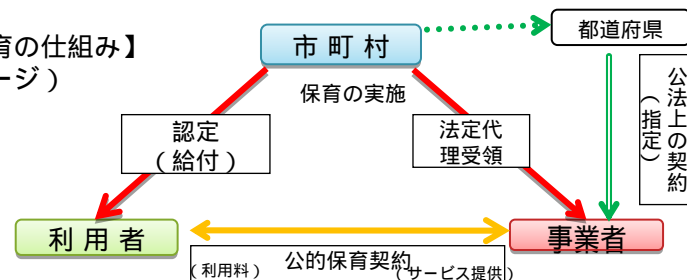 育の仕組み】
ージ）
市町村
都道府県
保育の実施
公法上の契約
（指定）
認定
（給付）
法定代
理受領
利用者
事業者
公的保育契約
（利用料）
（サービス提供）